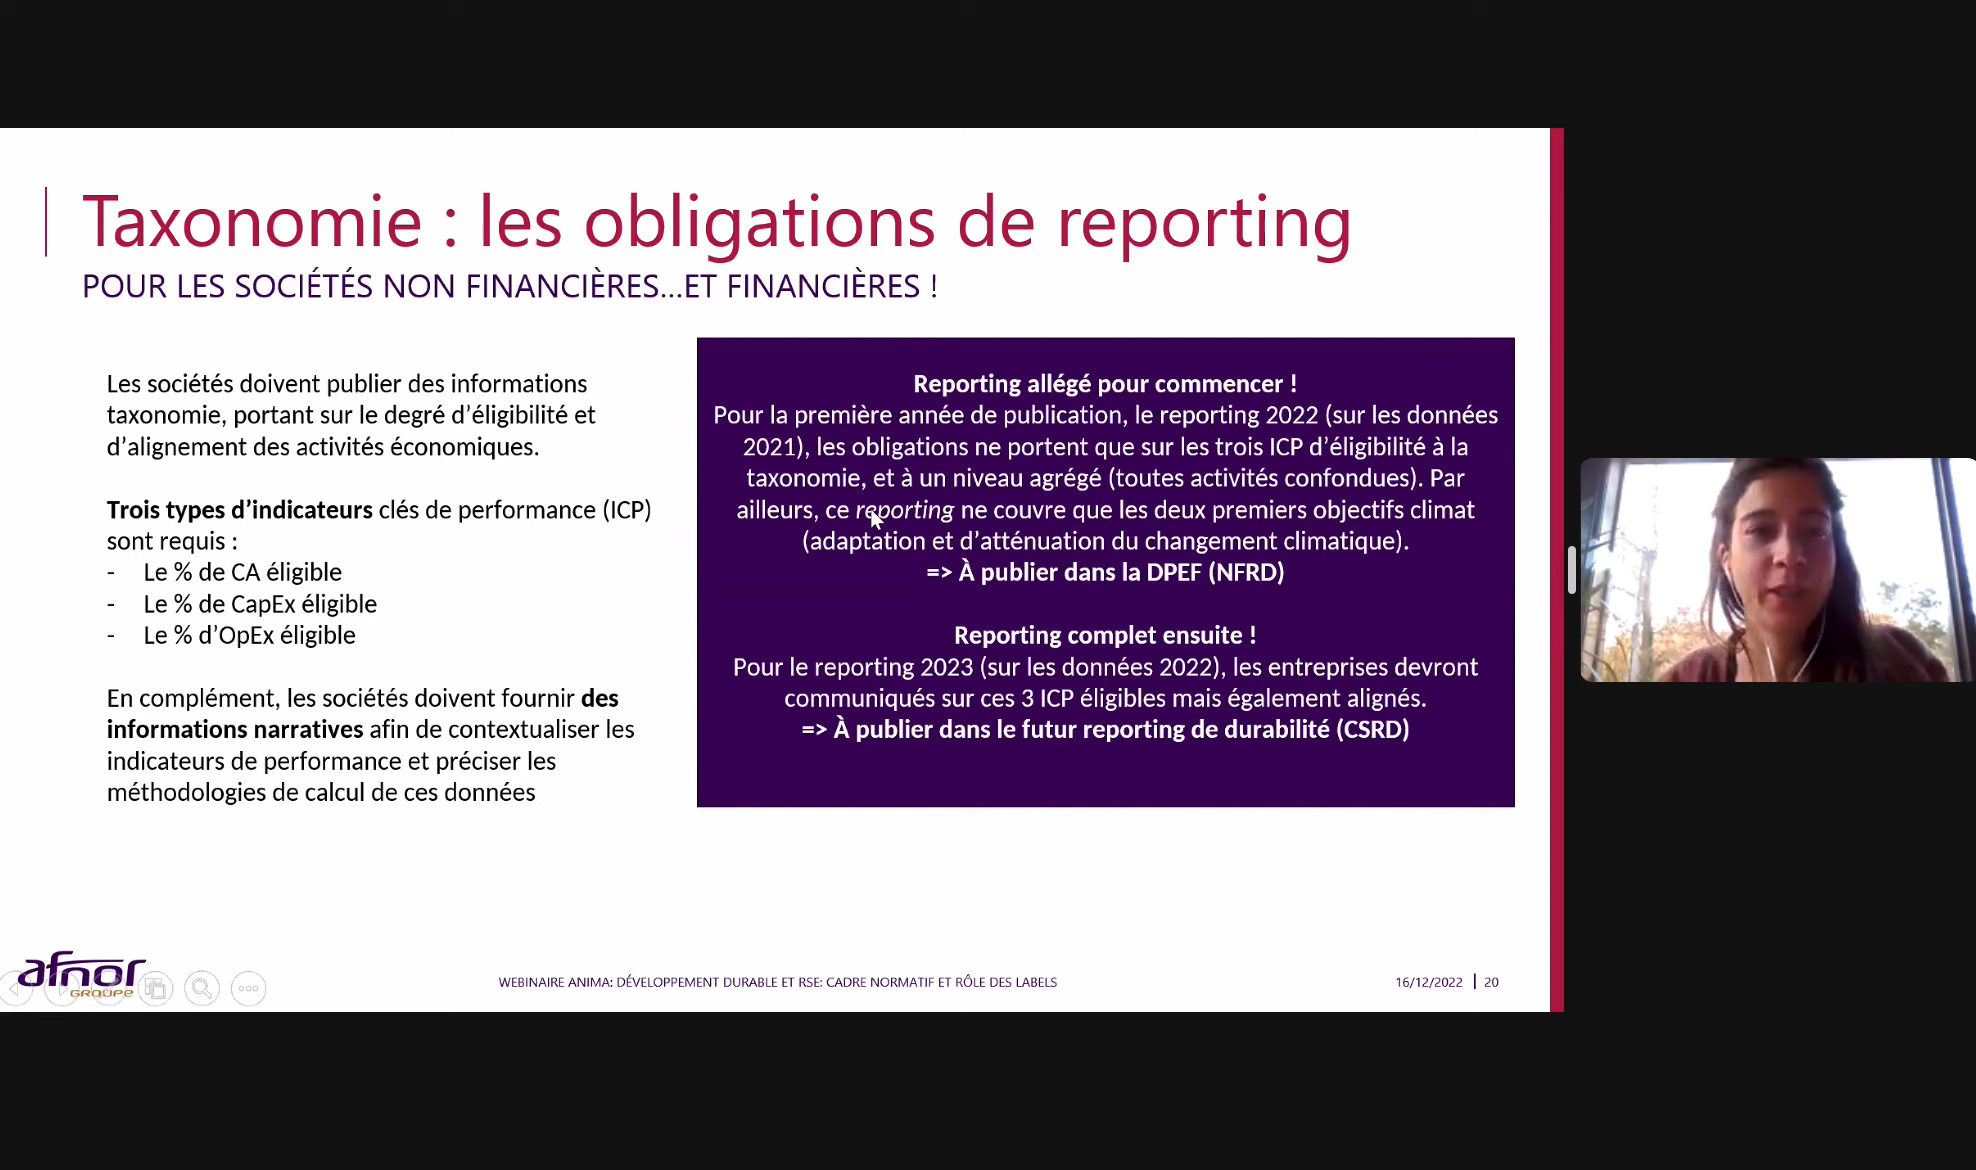 Taxonomie : les obligations de reporting
POUR LES SOCIÉTÉS NON FINANCIÈRES...ET FINANCIÈRES !
Les sociétés doivent publier des informations
taxonomie, portant sur le degré d’éligibilité et
d’alignement des activités économiques.
Trois types d’indicateurs clés de performance (ICP)
sont requis :
- Le % de CA éligible
- Le % de CapEx éligible
- Le % d’OpEx éligible
En complément, les sociétés doivent fournir des
informations narratives afin de contextualiser les
indicateurs de performance et préciser les
méthodologies de calcul de ces données
Reporting allégé pour commencer !
Pour la première année de publication, le reporting 2022 (sur les données
2021), les obligations ne portent que sur les trois ICP d’éligibilité à la
taxonomie, et à un niveau agrégé (toutes activités confondues). Par
ailleurs, ce reporting ne couvre que les deux premiers objectifs climat
(adaptation et d’atténuation du changement climatique).
=> À publier dans la DPEF (NFRD)
Reporting complet ensuite !
Pour le reporting 2023 (sur les données 2022), les entreprises devront
communiqués sur ces 3 ICP éligibles mais également alignés.
=> À publier dans le futur reporting de durabilité (CSRD)
afnor
GROUPE
WEBINAIRE ANIMA: DÉVELOPPEMENT DURABLE ET RSE: CADRE NORMATIF ET RÔLE DES LABELS
16/12/2022 | 20